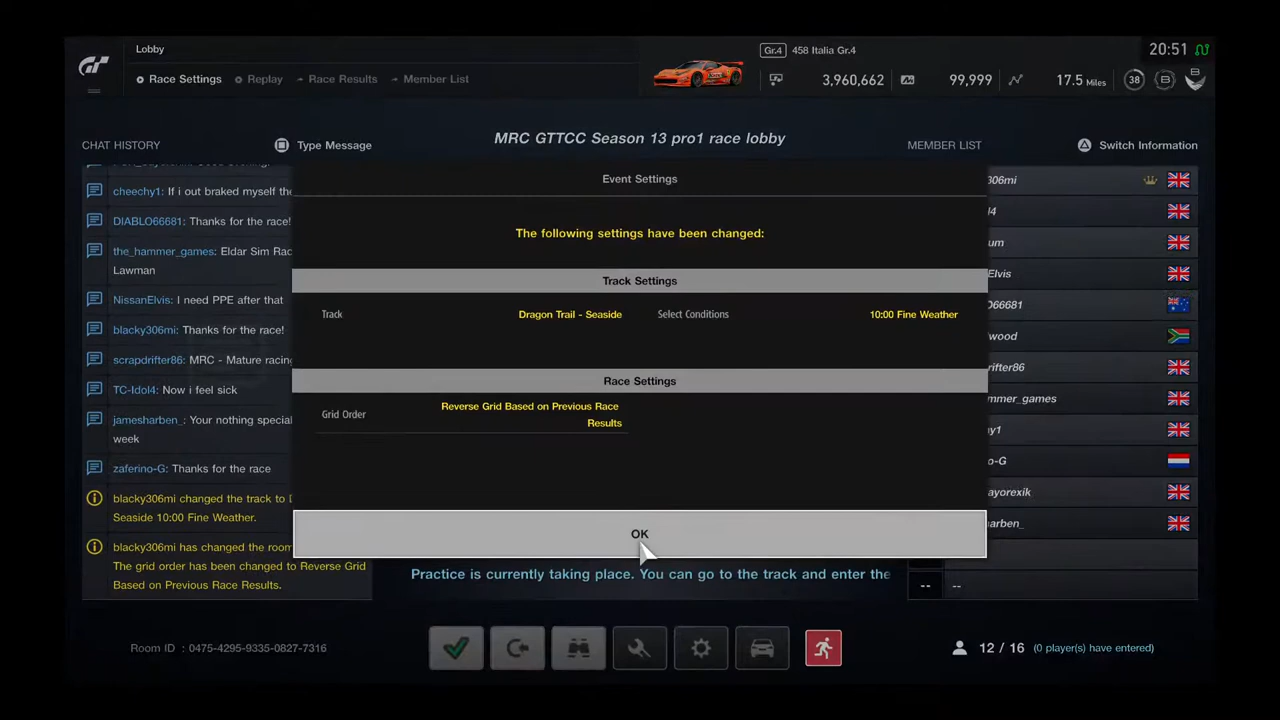 Lobby
Race Settings
Replay
Race Results
Member List
Gr.4 458 Italia Gr.4
3,960,662
99,999
17.5 Miles
38
B
B
20:51
CHAT HISTORY
Type Message
MRC GTTCC Season 13 pro1 race lobby
MEMBER LIST
Switch Information
cheechy1: If i out braked myself the
DIABLO66681: Thanks for the race!
the_hammer_games: Eldar Sim Rac
Lawman
NissanElvis: I need PPE after that
blacky306mi: Thanks for the race!
scrapdrifter86: MRC - Mature racing
TC-Idol4: Now i feel sick
jamesharben_: Your nothing special
week
zaferino-G: Thanks for the race
blacky306mi changed the track to D
Seaside 10:00 Fine Weather.
blacky306mi has changed the room
The grid order has been changed to Reverse Grid
Based on Previous Race Results.
Event Settings
The following settings have been changed:
Track Settings
Track
Dragon Trail - Seaside
Select Conditions
10:00 Fine Weather
Race Settings
Grid Order
Reverse Grid Based on Previous Race
Results
OK
Practice is currently taking place. You can go to the track and enter the
306mi
l4
um
Elvis
066681
wood
rifter86
mmer_games
ny1
o-G
ayorexik
harben_
-- --
Room ID : 0475-4295-9335-0827-7316
12 / 16 (0 player(s) have entered)